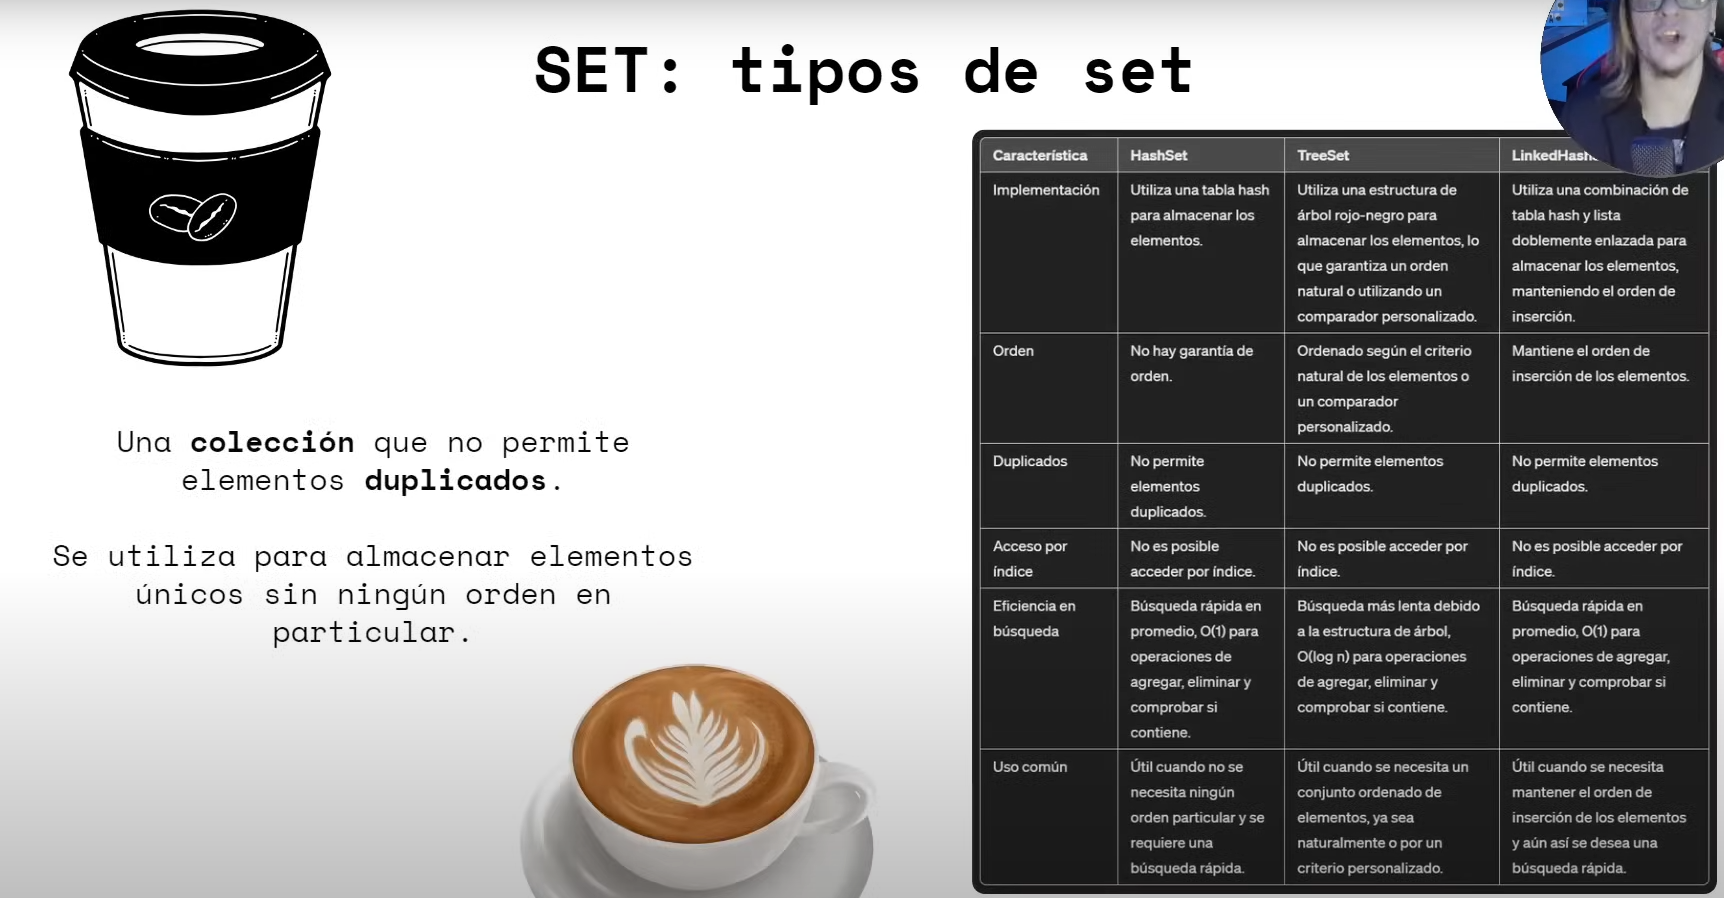 SET: tipos de set
Una colección que no permite
elementos duplicados.
Se utiliza para almacenar elementos
únicos sin ningún orden en
particular.
Característica
HashSet
TreeSet
Implementación
Utiliza una tabla hash
para almacenar los
elementos.
Utiliza una estructura de
árbol rojo-negro para
almacenar los elementos, lo
que garantiza un orden
natural o utilizando un
comparador personalizado.
Utiliza una combinación de
tabla hash y lista
doblemente enlazada para
almacenar los elementos,
manteniendo el orden de
inserción.
Orden
No hay garantía de
orden.
Ordenado según el criterio
natural de los elementos o
un comparador
personalizado.
Mantiene el orden de
inserción de los elementos.
Duplicados
No permite
elementos
duplicados.
No permite elementos
duplicados.
No permite elementos
duplicados.
Acceso por
índice
No es posible
acceder por índice.
No es posible acceder por
índice.
No es posible acceder por
índice.
Eficiencia en
búsqueda
Búsqueda rápida en
promedio, O(1) para
operaciones de
agregar, eliminar y
comprobar si
contiene.
Búsqueda más lenta debido
a la estructura de árbol,
O(log n) para operaciones
de agregar, eliminar y
comprobar si contiene.
Búsqueda rápida en
promedio, O(1) para
operaciones de agregar,
eliminar y comprobar si
contiene.
Uso común
Útil cuando no se
necesita ningún
orden particular y se
requiere una
búsqueda rápida.
Útil cuando se necesita un
conjunto ordenado de
elementos, ya sea
naturalmente o por un
criterio personalizado.
Útil cuando se necesita
mantener el orden de
inserción de los elementos
y aún así se desea una
búsqueda rápida.